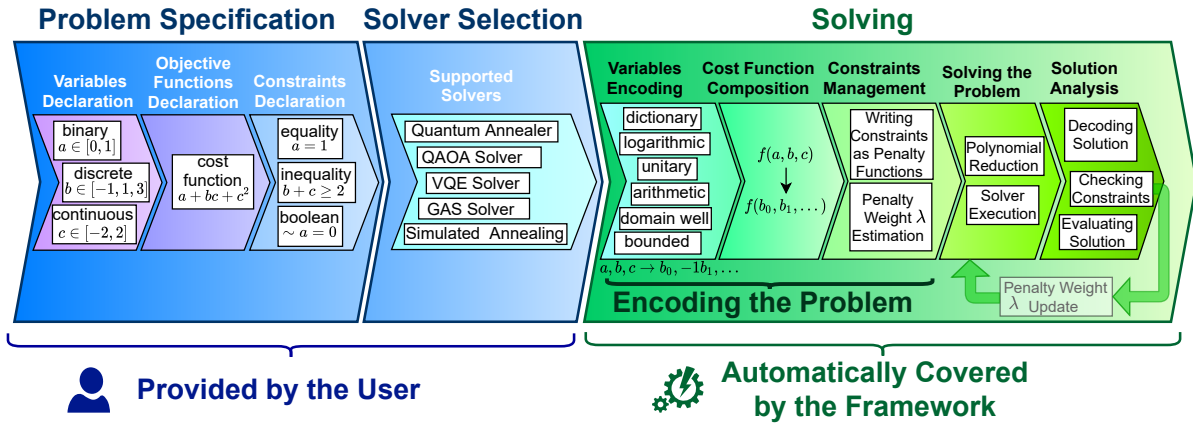 Problem Specification
Solver Selection
Solving
Variables
Declaration
binary
a ∈ [0, 1]
discrete
b ∈ [−1, 1, 3]
continuous
c ∈ [−2, 2]
Objective
Functions
Declaration
cost
function
a + bc + c²
Constraints
Declaration
equality
a = 1
inequality
b + c ≥ 2
boolean
∼ a = 0
Supported
Solvers
Quantum Annealer
QAOA Solver
VQE Solver
GAS Solver
Simulated Annealing
Variables
Encoding
dictionary
logarithmic
unitary
arithmetic
domain well
bounded
a, b, c → b₀, −1b₁, …
Cost Function
Composition
f(a, b, c)
↓
f(b₀, b₁, …)
Constraints
Management
Writing
Constraints
as Penalty
Functions
Penalty
Weight λ
Estimation
Encoding the Problem
Solving the
Problem
Polynomial
Reduction
Solver
Execution
Solution
Analysis
Decoding
Solution
Checking
Constraints
Evaluating
Solution
Penalty Weight
λ Update
Provided by the User
Automatically Covered
by the Framework